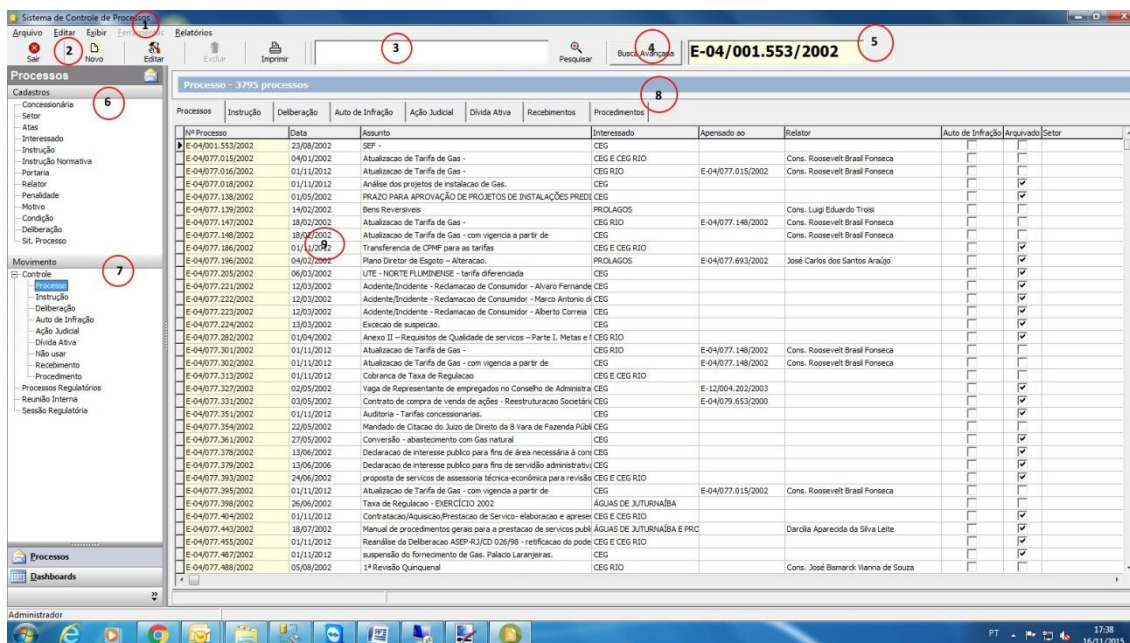 Sistema de Controle de Processos
1
Arquivo Editar Exibir Ferramentas Relatórios
Sair 2 Novo Editar Excluir Imprimir 3 Pesquisar Busca Avançada 4 E-04/001.553/2002 5
Processos
Processo - 3795 processos
8
Cadastros
6
Concessionária
Setor
Atas
Interessado
Instrução
Instrução Normativa
Portaria
Relator
Penalidade
Motivo
Condição
Deliberação
Sit. Processo
Movimento
7
Controle
Processo
Instrução
Deliberação
Auto de Infração
Ação Judicial
Dívida Ativa
Não usar
Recebimento
Procedimento
Processos Regulatórios
Reunião Interna
Sessão Regulatória
Processos
Dashboards
Processos Instrução Deliberação Auto de Infração Ação Judicial Dívida Ativa Recebimentos Procedimentos
Nº Processo Data Assunto Interessado Apensado ao Relator Auto de Infração Arquivado Setor
E-04/001.553/2002 23/08/2002 SEF - CEG
E-04/077.015/2002 04/01/2002 Atualizacao de Tarifa de Gas - CEG E CEG RIO Cons. Roosevelt Brasil Fonseca
E-04/077.016/2002 01/11/2012 Atualizacao de Tarifa de Gas - CEG RIO E-04/077.015/2002 Cons. Roosevelt Brasil Fonseca
E-04/077.018/2002 01/11/2012 Análise dos projetos de instalacao de Gas. CEG
E-04/077.138/2002 01/05/2002 PRAZO PARA APROVAÇÃO DE PROJETOS DE INSTALAÇÕES PREDI CEG
E-04/077.139/2002 14/02/2002 Bens Reversiveis PROLAGOS Cons. Luigi Eduardo Troisi
E-04/077.147/2002 18/02/2002 Atualizacao de Tarifa de Gas - CEG RIO E-04/077.148/2002 Cons. Roosevelt Brasil Fonseca
E-04/077.148/2002 18/02/2002 Atualizacao de Tarifa de Gas - com vigencia a partir de CEG Cons. Roosevelt Brasil Fonseca
E-04/077.186/2002 01/11/2012 9 Transferencia de CPMF para as tarifas CEG E CEG RIO
E-04/077.196/2002 04/02/2002 Plano Diretor de Esgoto – Alteracao. PROLAGOS E-04/077.693/2002 José Carlos dos Santos Araújo
E-04/077.205/2002 06/03/2002 UTE - NORTE FLUMINENSE - tarifa diferenciada CEG
E-04/077.221/2002 12/03/2002 Acidente/Incidente - Reclamacao de Consumidor - Alvaro Fernande CEG
E-04/077.222/2002 12/03/2002 Acidente/Incidente - Reclamacao de Consumidor - Marco Antonio d CEG
E-04/077.223/2002 12/03/2002 Acidente/Incidente - Reclamacao de Consumidor - Alberto Correia CEG
E-04/077.224/2002 13/03/2002 Excecao de suspeicao. CEG
E-04/077.282/2002 01/04/2002 Anexo II – Requisitos de Qualidade de servicos – Parte I. Metas e CEG RIO
E-04/077.301/2002 01/11/2012 Atualizacao de Tarifa de Gas - CEG RIO E-04/077.148/2002 Cons. Roosevelt Brasil Fonseca
E-04/077.302/2002 01/11/2012 Atualizacao de Tarifa de Gas - com vigencia a partir de CEG E-04/077.148/2002 Cons. Roosevelt Brasil Fonseca
E-04/077.313/2002 01/11/2012 Cobranca de Taxa de Regulacao CEG E CEG RIO
E-04/077.327/2002 02/05/2002 Vaga de Representante de empregados no Conselho de Administra CEG E-12/004.202/2003
E-04/077.331/2002 03/05/2002 Contrato de compra de venda de ações - Reestruturacao Societári CEG E-04/079.653/2000
E-04/077.351/2002 01/11/2012 Auditoria - Tarifas concessionarias. CEG
E-04/077.354/2002 22/05/2002 Mandado de Citacao do Juizo de Direito da 8 Vara de Fazenda Públi CEG
E-04/077.361/2002 27/05/2002 Conversão - abastecimento com Gas natural CEG
E-04/077.378/2002 13/06/2002 Declaracao de interesse publico para fins de área necessária à cons CEG
E-04/077.379/2002 13/06/2006 Declaracao de interesse publico para fins de servidão administrativ CEG
E-04/077.393/2002 24/06/2002 proposta de servicos de assessoria técnica-econômica para revisão CEG E CEG RIO
E-04/077.395/2002 01/11/2012 Atualizacao de Tarifa de Gas - com vigencia a partir de CEG E-04/077.015/2002 Cons. Roosevelt Brasil Fonseca
E-04/077.398/2002 26/06/2002 Taxa de Regulacao - EXERCÍCIO 2002 ÁGUAS DE JUTURNAÍBA
E-04/077.404/2002 01/11/2012 Contratacao/Aquisicao/Prestacao de Servico- elaboracao e aprese CEG E CEG RIO
E-04/077.443/2002 18/07/2002 Manual de procedimentos gerais para a prestacao de servicos publi ÁGUAS DE JUTURNAÍBA E PRC Darcilia Aparecida da Silva Leite
E-04/077.455/2002 01/11/2012 Reanálise da Deliberacao ASEP-RJ/CD 026/98 - retificacao do pode CEG E CEG RIO
E-04/077.487/2002 01/11/2012 suspensão do fornecimento de Gas. Palacio Laranjeiras. CEG
E-04/077.488/2002 05/08/2002 1ª Revisão Quinquenal CEG RIO Cons. José Bismarck Vianna de Souza
Administrador
PT 17:38
16/11/2015